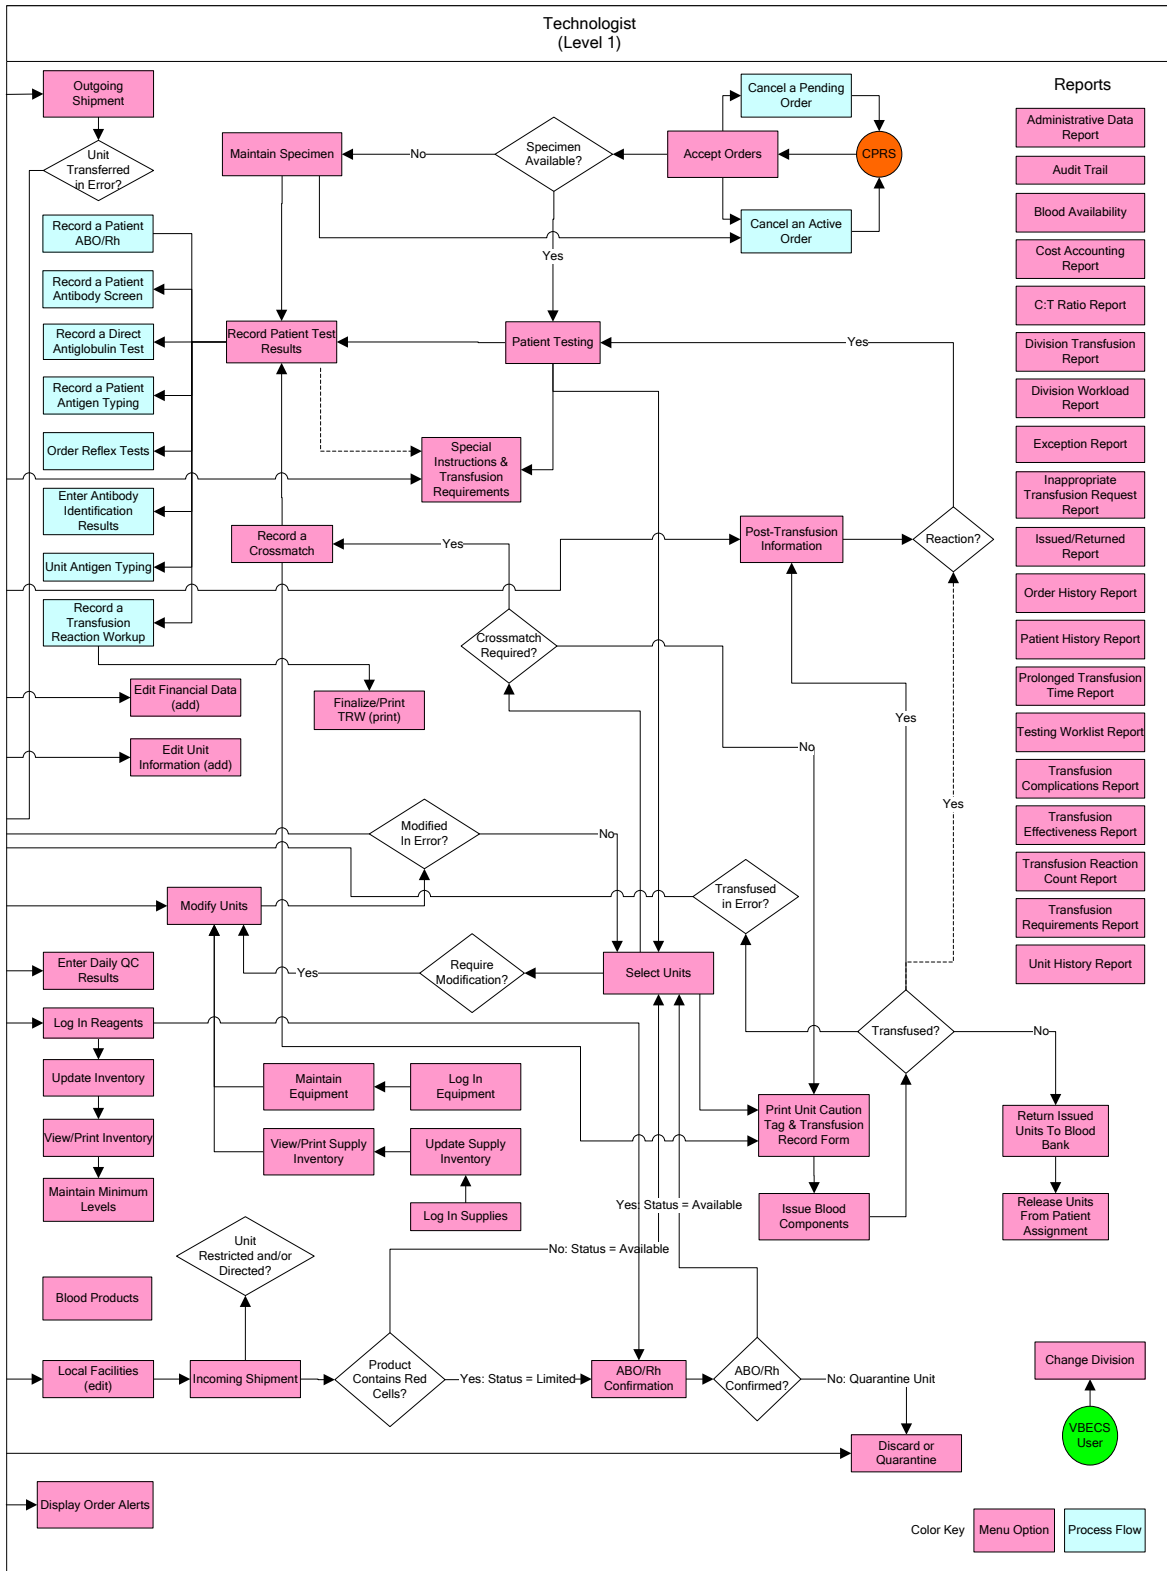 Technologist
(Level 1)
Outgoing
Shipment
Unit
Transferred
in Error?
Maintain Specimen
No
Specimen
Available?
Accept Orders
Cancel a Pending
Order
CPRS
Cancel an Active
Order
Yes
Record a Patient
ABO/Rh
Record a Patient
Antibody Screen
Record a Direct
Antiglobulin Test
Record a Patient
Antigen Typing
Order Reflex Tests
Enter Antibody
Identification
Results
Unit Antigen Typing
Record a
Transfusion
Reaction Workup
Record Patient Test
Results
Patient Testing
Yes
Special
Instructions &
Transfusion
Requirements
Record a
Crossmatch
Yes
Post-Transfusion
Information
Reaction?
Crossmatch
Required?
Edit Financial Data
(add)
Finalize/Print
TRW (print)
Edit Unit
Information (add)
No
Yes
Yes
Modified
In Error?
No
Modify Units
Transfused
in Error?
Enter Daily QC
Results
Yes
Require
Modification?
Select Units
Log In Reagents
Transfused?
No
Update Inventory
Maintain
Equipment
Log In
Equipment
View/Print Inventory
View/Print Supply
Inventory
Update Supply
Inventory
Print Unit Caution
Tag & Transfusion
Record Form
Return Issued
Units To Blood
Bank
Maintain Minimum
Levels
Log In Supplies
Yes: Status = Available
Issue Blood
Components
Release Units
From Patient
Assignment
Unit
Restricted and/or
Directed?
No: Status = Available
Blood Products
Local Facilities
(edit)
Incoming Shipment
Product
Contains Red
Cells?
Yes: Status = Limited
ABO/Rh
Confirmation
ABO/Rh
Confirmed?
No: Quarantine Unit
Discard or
Quarantine
Display Order Alerts
Reports
Administrative Data
Report
Audit Trail
Blood Availability
Cost Accounting
Report
C:T Ratio Report
Division Transfusion
Report
Division Workload
Report
Exception Report
Inappropriate
Transfusion Request
Report
Issued/Returned
Report
Order History Report
Patient History Report
Prolonged Transfusion
Time Report
Testing Worklist Report
Transfusion
Complications Report
Transfusion
Effectiveness Report
Transfusion Reaction
Count Report
Transfusion
Requirements Report
Unit History Report
Change Division
VBECS
User
Color Key
Menu Option
Process Flow